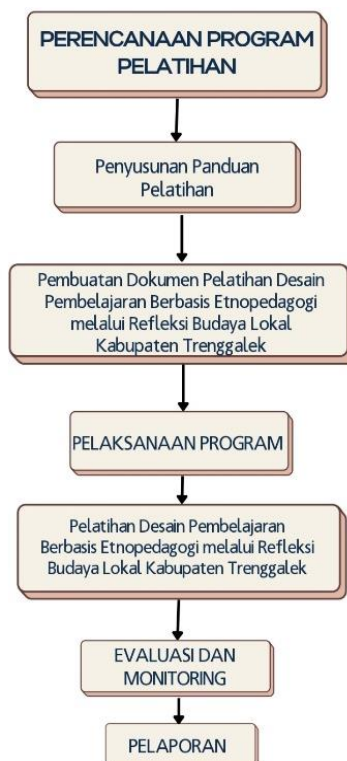 PERENCANAAN PROGRAM
PELATIHAN
Penyusunan Panduan
Pelatihan
Pembuatan Dokumen Pelatihan Desain
Pembelajaran Berbasis Etnopedagogi
melalui Refleksi Budaya Lokal
Kabupaten Trenggalek
PELAKSANAAN PROGRAM
Pelatihan Desain Pembelajaran
Berbasis Etnopedagogi melalui Refleksi
Budaya Lokal Kabupaten Trenggalek
EVALUASI DAN
MONITORING
PELAPORAN